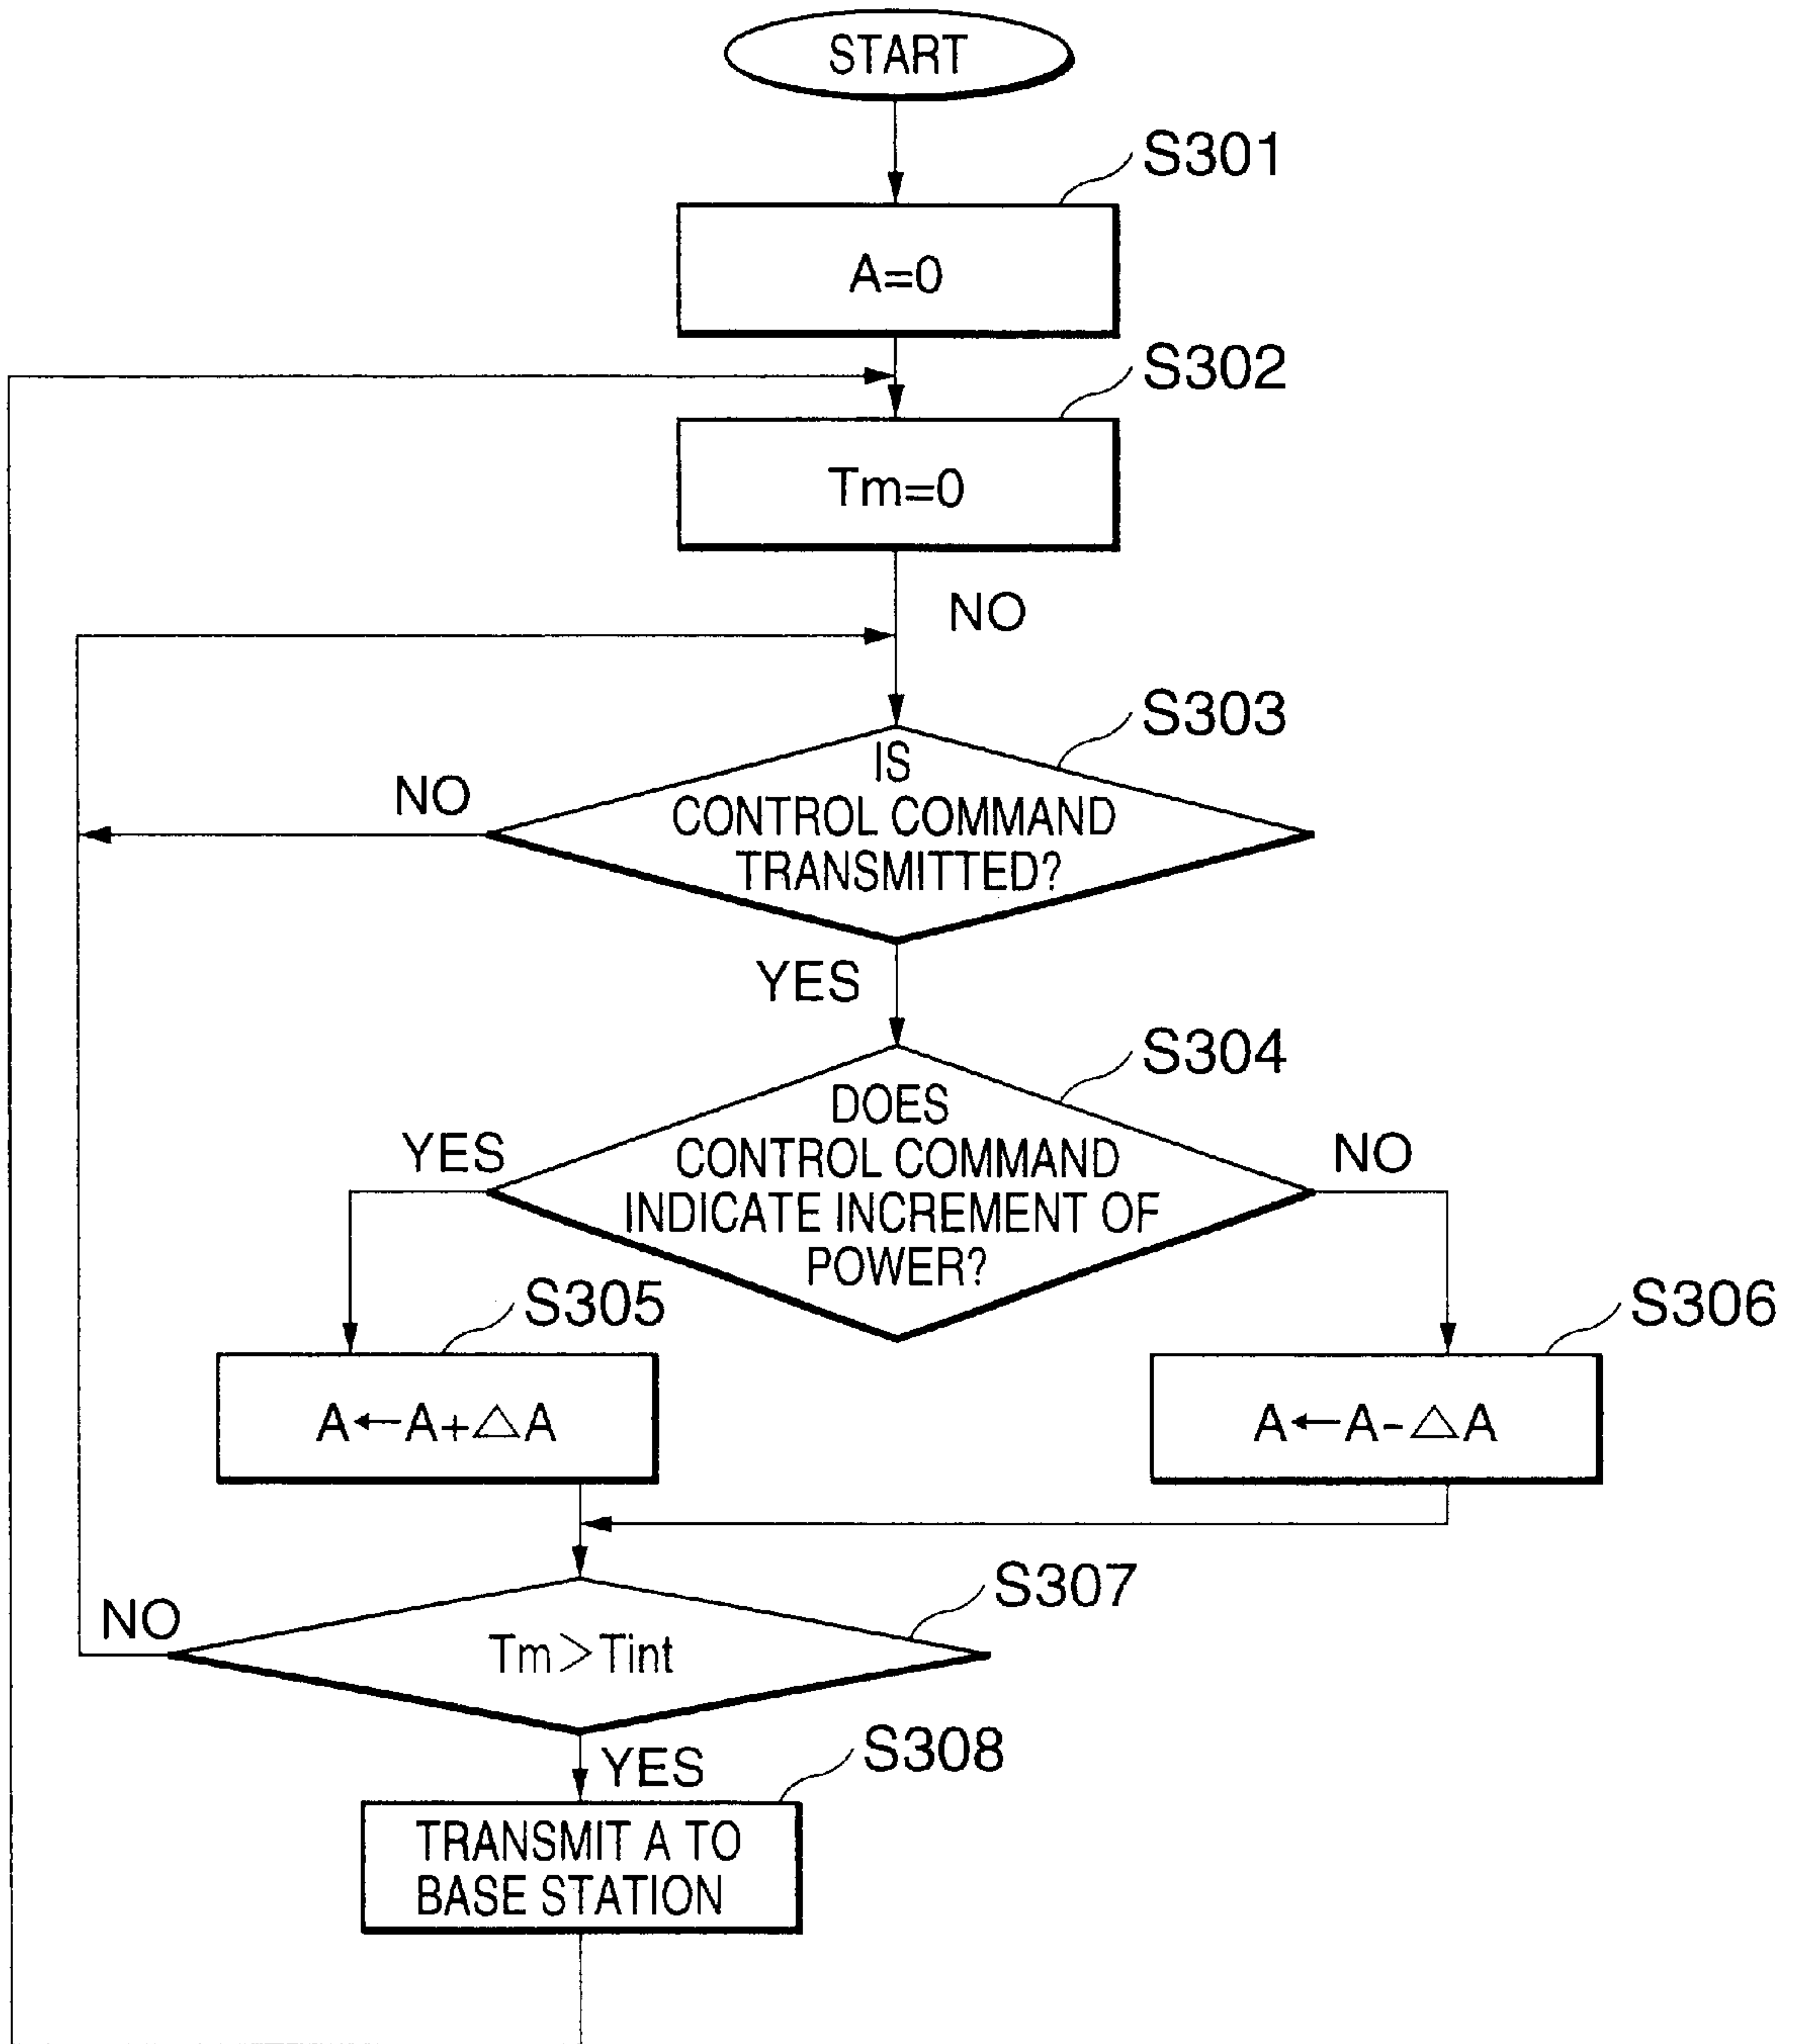 START
S301
A=0
S302
Tm=0
NO
S303
IS
CONTROL COMMAND
TRANSMITTED?
NO
YES
S304
DOES
CONTROL COMMAND
INDICATE INCREMENT OF
POWER?
YES
NO
S305
A←A+△A
S306
A←A-△A
S307
Tm>Tint
NO
YES
S308
TRANSMIT A TO
BASE STATION